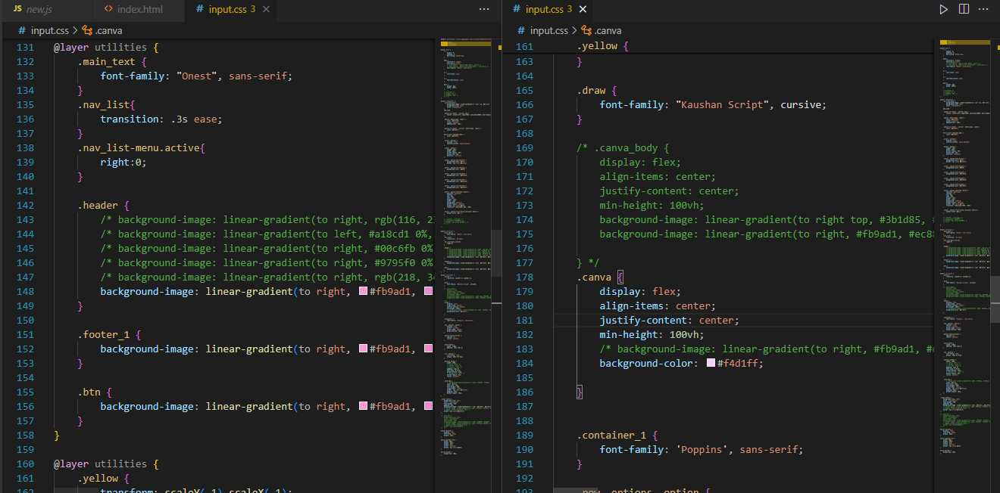 JS new.js
<> index.html
# input.css 3 ×
...
# input.css > .canva
131 @layer utilities {
132 .main_text {
133 font-family: "Onest", sans-serif;
134 }
135 .nav_list{
136 transition: .3s ease;
137 }
138 .nav_list-menu.active{
139 right:0;
140 }
141
142 .header {
143 /* background-image: linear-gradient(to right, rgb(116, 2
144 /* background-image: linear-gradient(to left, #a18cd1 0%,
145 /* background-image: linear-gradient(to right, #00c6fb 0%
146 /* background-image: linear-gradient(to right, #9795f0 0%
147 /* background-image: linear-gradient(to right, rgb(218, 34
148 background-image: linear-gradient(to right, #fb9ad1,
149 }
150
151 .footer_1 {
152 background-image: linear-gradient(to right, #fb9ad1,
153 }
154
155 .btn {
156 background-image: linear-gradient(to right, #fb9ad1,
157 }
158 }
159
160 @layer utilities {
161 .yellow {
162 transform: scaleY(-1) scaleX(-1);
# input.css 3 ×
...
# input.css > .canva
161 .yellow {
163 }
164
165 .draw {
166 font-family: "Kaushan Script", cursive;
167 }
168
169 /* .canva_body {
170 display: flex;
171 align-items: center;
172 justify-content: center;
173 min-height: 100vh;
174 background-image: linear-gradient(to right top, #3b1d85,
175 background-image: linear-gradient(to right, #fb9ad1, #ec8
176
177 } */
178 .canva {
179 display: flex;
180 align-items: center;
181 justify-content: center;
182 min-height: 100vh;
183 /* background-image: linear-gradient(to right, #fb9ad1, #e
184 background-color: #f4d1ff;
185
186 }
187
188
189 .container_1 {
190 font-family: 'Poppins', sans-serif;
191 }
192
193 option {